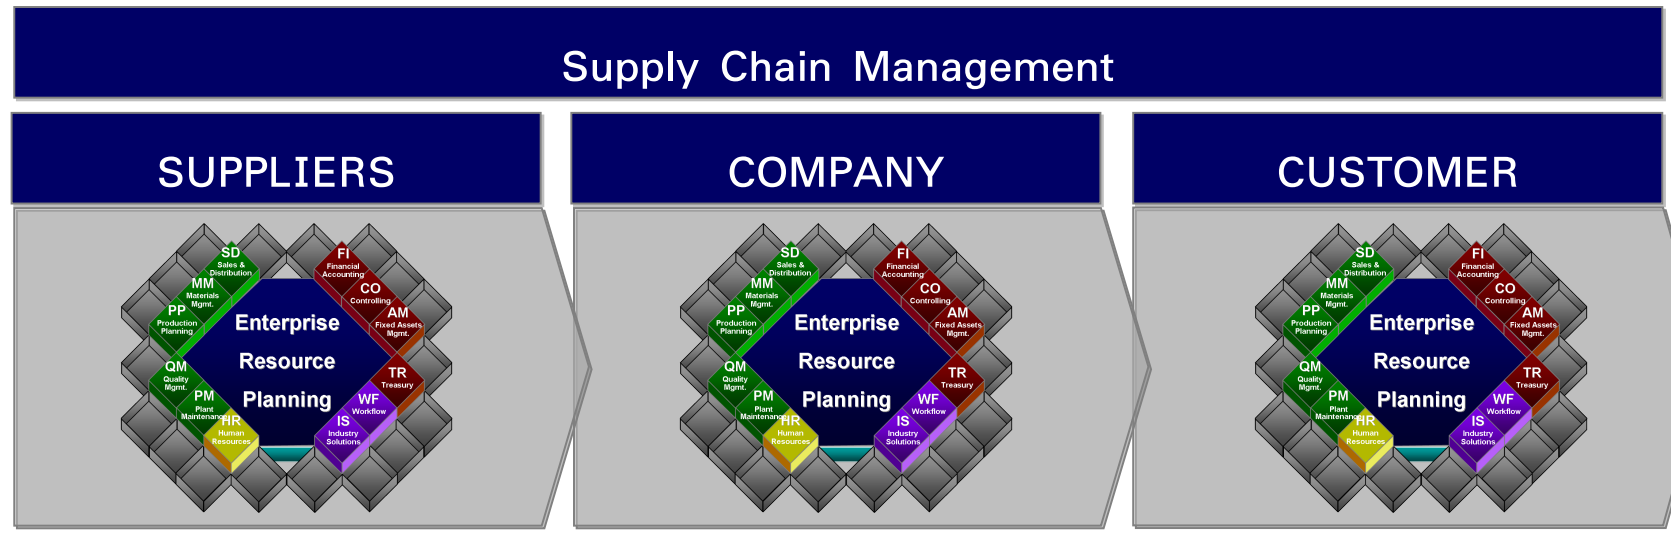 Supply Chain Management
SUPPLIERS
SD
Sales &
Distribution
MM
Materials
Mgmt.
PP
Production
Planning
QM
Quality
Mgmt.
PM
Plant
Maintenance
HR
Human
Resources
FI
Financial
Accounting
CO
Controlling
AM
Fixed Assets
Mgmt.
TR
Treasury
WF
Workflow
IS
Industry
Solutions
Enterprise
Resource
Planning
COMPANY
SD
Sales &
Distribution
MM
Materials
Mgmt.
PP
Production
Planning
QM
Quality
Mgmt.
PM
Plant
Maintenance
HR
Human
Resources
FI
Financial
Accounting
CO
Controlling
AM
Fixed Assets
Mgmt.
TR
Treasury
WF
Workflow
IS
Industry
Solutions
Enterprise
Resource
Planning
CUSTOMER
SD
Sales &
Distribution
MM
Materials
Mgmt.
PP
Production
Planning
QM
Quality
Mgmt.
PM
Plant
Maintenance
HR
Human
Resources
FI
Financial
Accounting
CO
Controlling
AM
Fixed Assets
Mgmt.
TR
Treasury
WF
Workflow
IS
Industry
Solutions
Enterprise
Resource
Planning